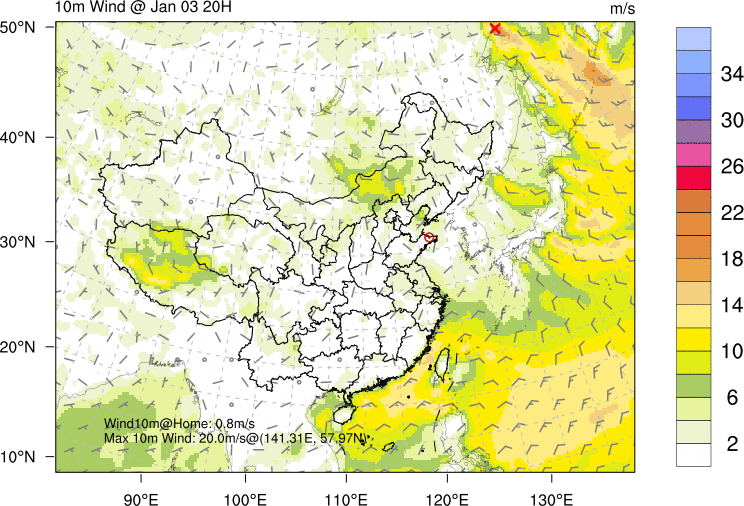 10m Wind @ Jan 03 20H
m/s
50°N
40°N
30°N
20°N
10°N
Wind10m@Home: 0.8m/s
Max 10m Wind: 20.0m/s@(141.31E, 57.97N)
90°E 100°E 110°E 120°E 130°E
34
30
26
22
18
14
10
6
2